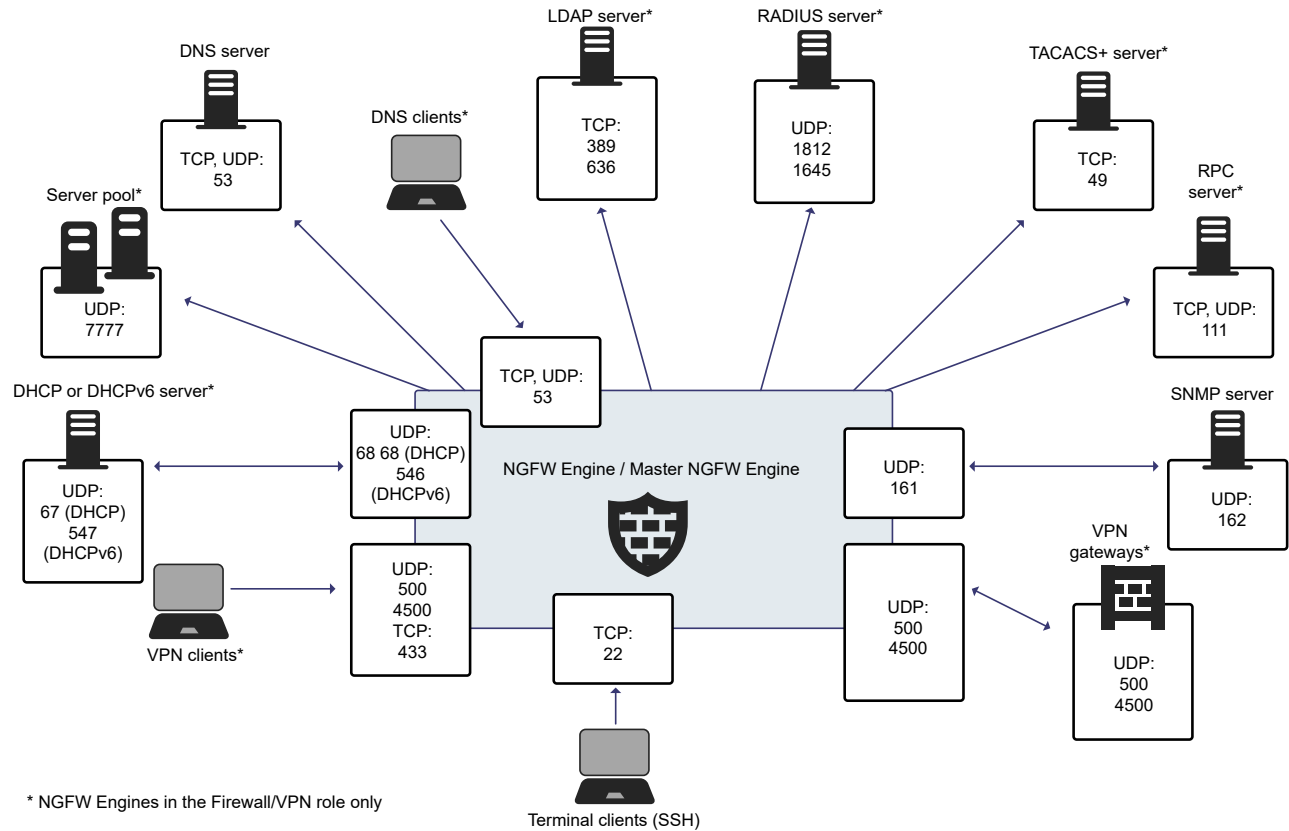 LDAP server*
RADIUS server*
DNS server
TACACS+ server*
DNS clients*
TCP:
389
636
UDP:
1812
1645
TCP, UDP:
53
TCP:
49
RPC
server*
Server pool*
UDP:
7777
TCP, UDP:
111
TCP, UDP:
53
DHCP or DHCPv6 server*
SNMP server
UDP:
68 68 (DHCP)
546
(DHCPv6)
NGFW Engine / Master NGFW Engine
UDP:
161
UDP:
67 (DHCP)
547
(DHCPv6)
UDP:
162
VPN
gateways*
UDP:
500
4500
TCP:
433
UDP:
500
4500
VPN clients*
TCP:
22
UDP:
500
4500
* NGFW Engines in the Firewall/VPN role only
Terminal clients (SSH)